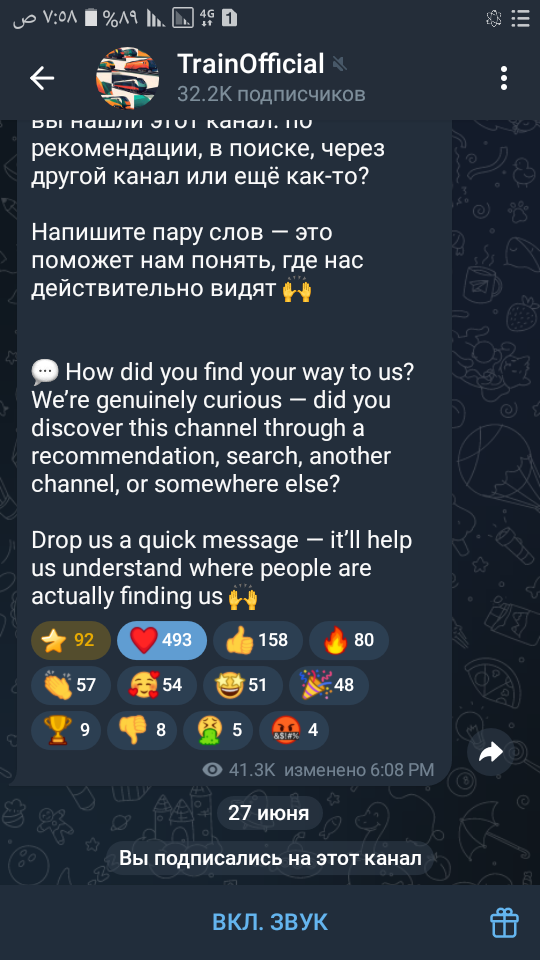 ص ٧:٥٨ %٨٩ 4G 1
TrainOfficial
32.2K подписчиков
вы нашли этот канал: по
рекомендации, в поиске, через
другой канал или ещё как-то?
Напишите пару слов — это
поможет нам понять, где нас
действительно видят 🙌
💬 How did you find your way to us?
We’re genuinely curious — did you
discover this channel through a
recommendation, search, another
channel, or somewhere else?
Drop us a quick message — it’ll help
us understand where people are
actually finding us 🙌
⭐ 92 ❤️ 493 👍 158 🔥 80
👏 57 🥰 54 🤩 51 🎉 48
🏆 9 👎 8 🤮 5 🤬 4
41.3K изменено 6:08 PM
27 июня
Вы подписались на этот канал
ВКЛ. ЗВУК